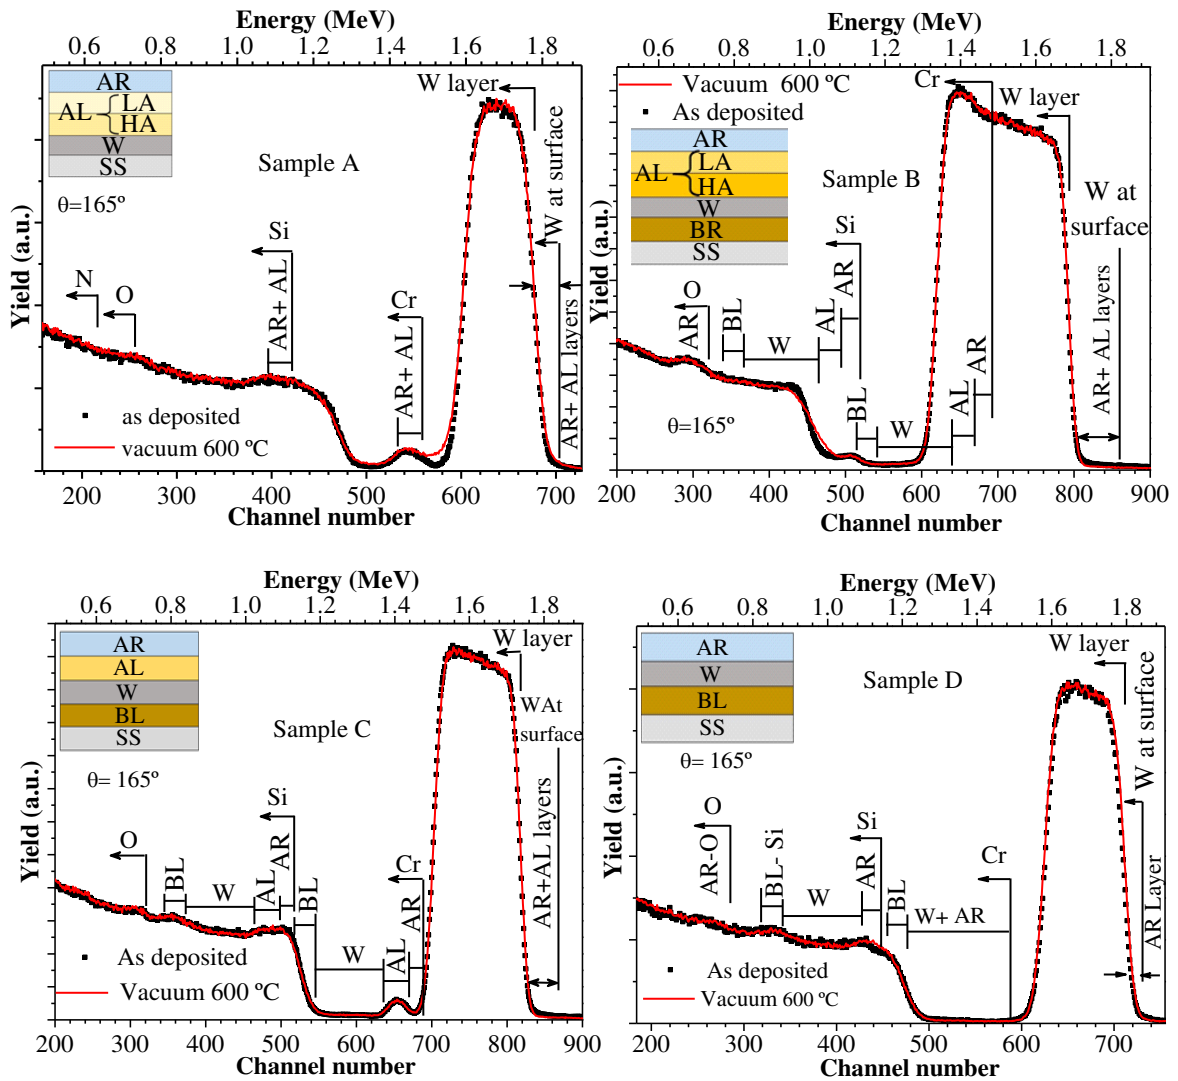 Energy (MeV)
0.6 0.8 1.0 1.2 1.4 1.6 1.8
AR
AL
LA
HA
W
SS
Sample A
θ=165º
W layer
W at surface
Si
AR+ AL
N
O
Cr
AR+ AL
AR+ AL layers
as deposited
vacuum 600 ºC
Yield (a.u.)
200 300 400 500 600 700
Channel number
Energy (MeV)
0.6 0.8 1.0 1.2 1.4 1.6 1.8
Vacuum 600 ºC
As deposited
Cr
W layer
AR
AL
LA
HA
W
BR
SS
Sample B
W at
surface
Si
O
AR
BL
W
AL
AR
BL
W
AL
AR
AR+ AL layers
θ=165º
Yield (a.u.)
200 300 400 500 600 700 800 900
Channel number
Energy (MeV)
0.6 0.8 1.0 1.2 1.4 1.6 1.8
AR
AL
W
BL
SS
Sample C
θ= 165º
W layer
WAt
surface
Si
O
BL
W
AL
AR
BL
W
AL
Cr
AR
AR+AL layers
As deposited
Vacuum 600 ºC
Yield (a.u.)
200 300 400 500 600 700 800 900
Channel number
Energy (MeV)
0.6 0.8 1.0 1.2 1.4 1.6 1.8
AR
W
BL
SS
Sample D
θ= 165º
W layer
W at surface
O
AR-O
BL- Si
W
Si
AR
BL
W+ AR
Cr
AR Layer
As deposited
Vacuum 600 ºC
Yield (a.u.)
200 300 400 500 600 700
Channel number